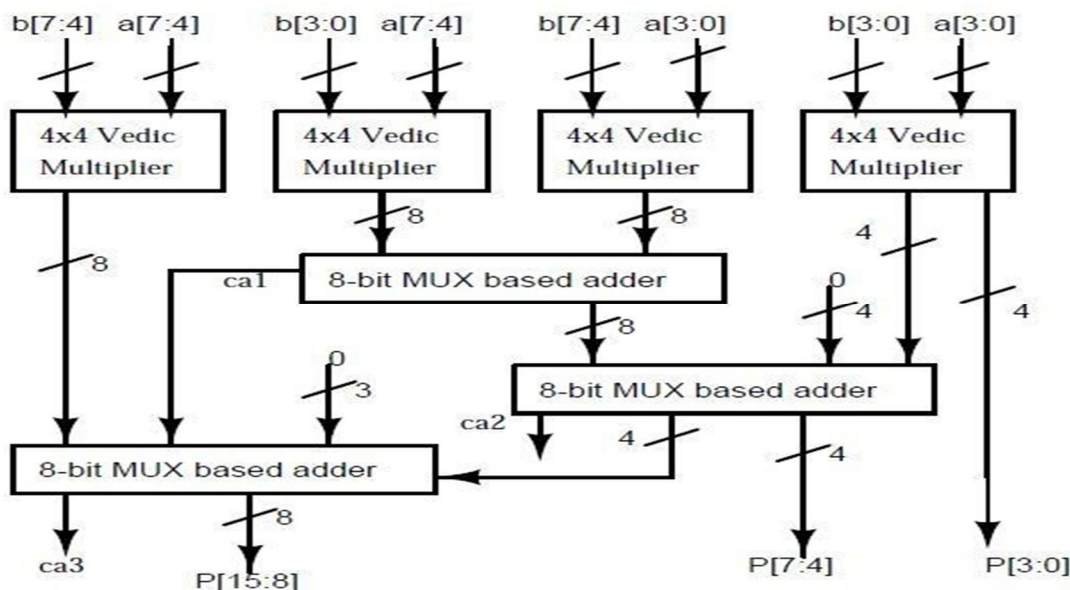 b[7:4] a[7:4] b[3:0] a[7:4] b[7:4] a[3:0] b[3:0] a[3:0]
4x4 Vedic Multiplier
4x4 Vedic Multiplier
4x4 Vedic Multiplier
4x4 Vedic Multiplier
8 8
8 4
ca1 8-bit MUX based adder
0
8 4 4
0
3
8-bit MUX based adder
ca2 4 4
8-bit MUX based adder
8
ca3 P[15:8] P[7:4] P[3:0]